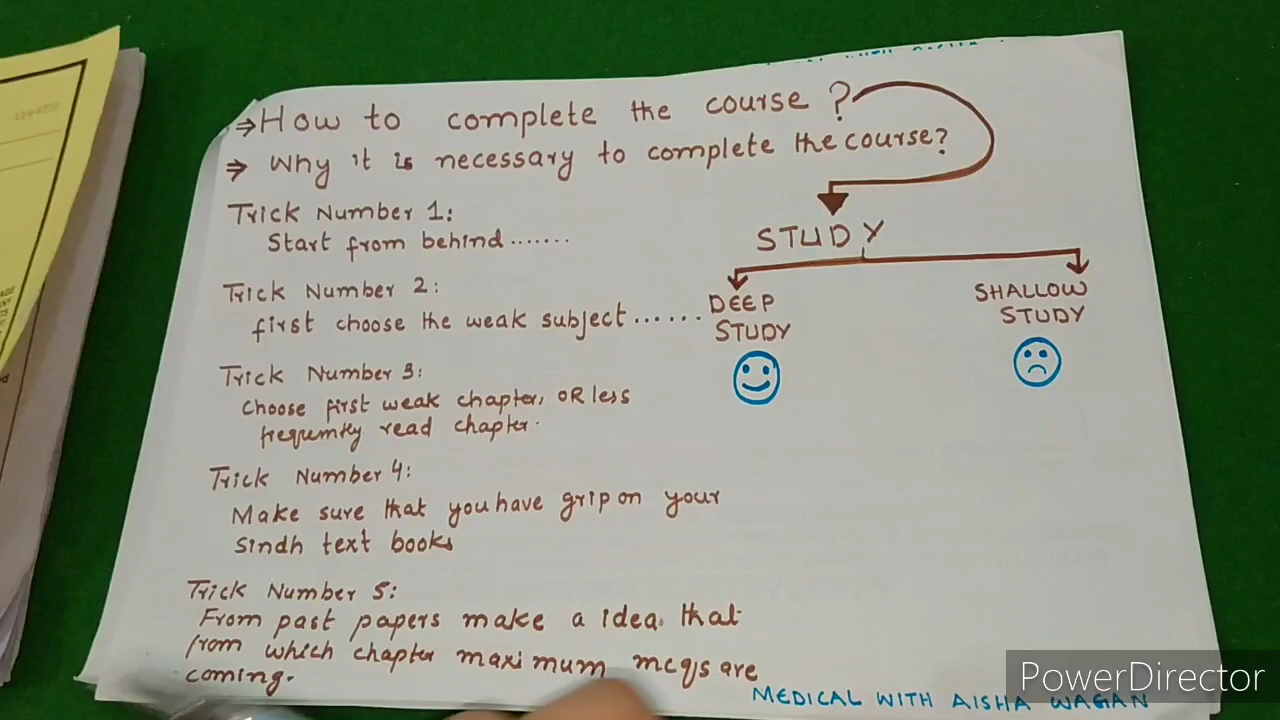 ⇒ How to complete the course ?
⇒ Why it is necessary to complete the course?
Trick Number 1:
Start from behind.......
Trick Number 2:
first choose the weak subject......
Trick Number 3:
Choose first weak chapter, OR less
frequently read chapter.
Trick Number 4:
Make sure that you have grip on your
Sindh text books
Trick Number 5:
From past papers make a idea that
from which chapter maximum mcqs are
coming.
STUDY
DEEP
STUDY
SHALLOW
STUDY
MEDICAL WITH AISHA WAGAN
PowerDirector